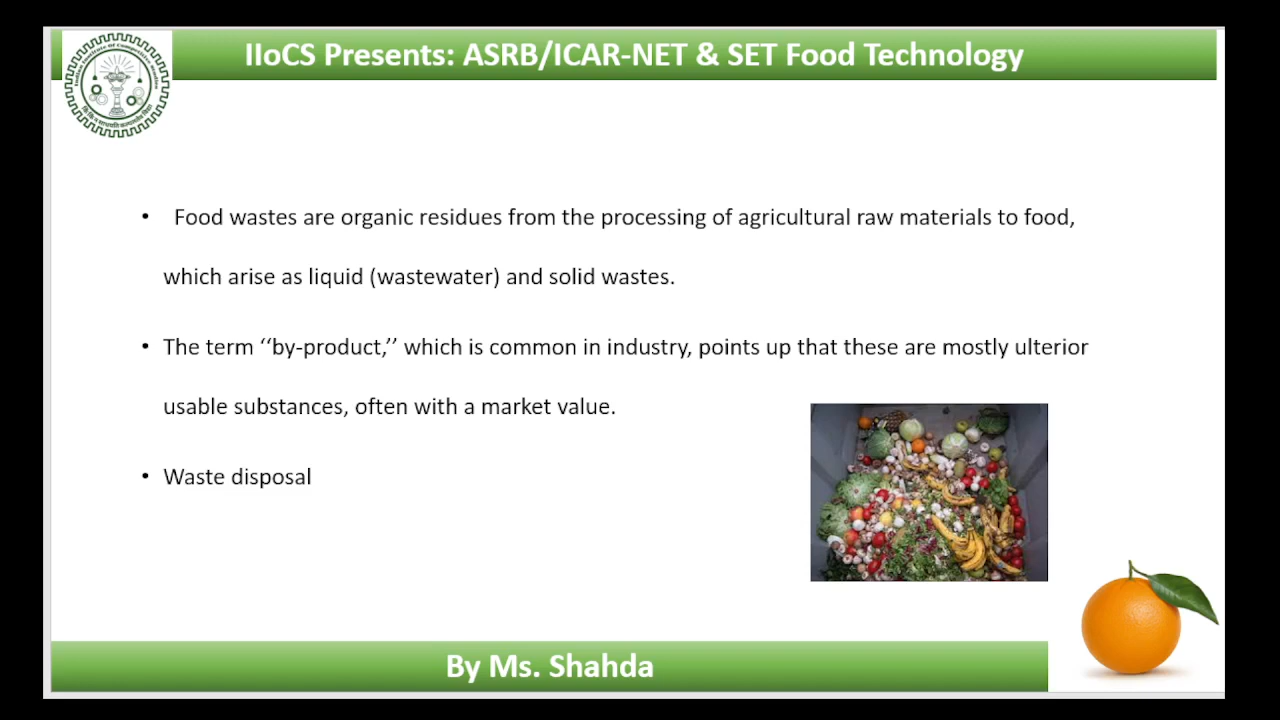 IIoCS Presents: ASRB/ICAR-NET & SET Food Technology
• Food wastes are organic residues from the processing of agricultural raw materials to food,
which arise as liquid (wastewater) and solid wastes.
• The term ‘‘by-product,’’ which is common in industry, points up that these are mostly ulterior
usable substances, often with a market value.
• Waste disposal
By Ms. Shahda